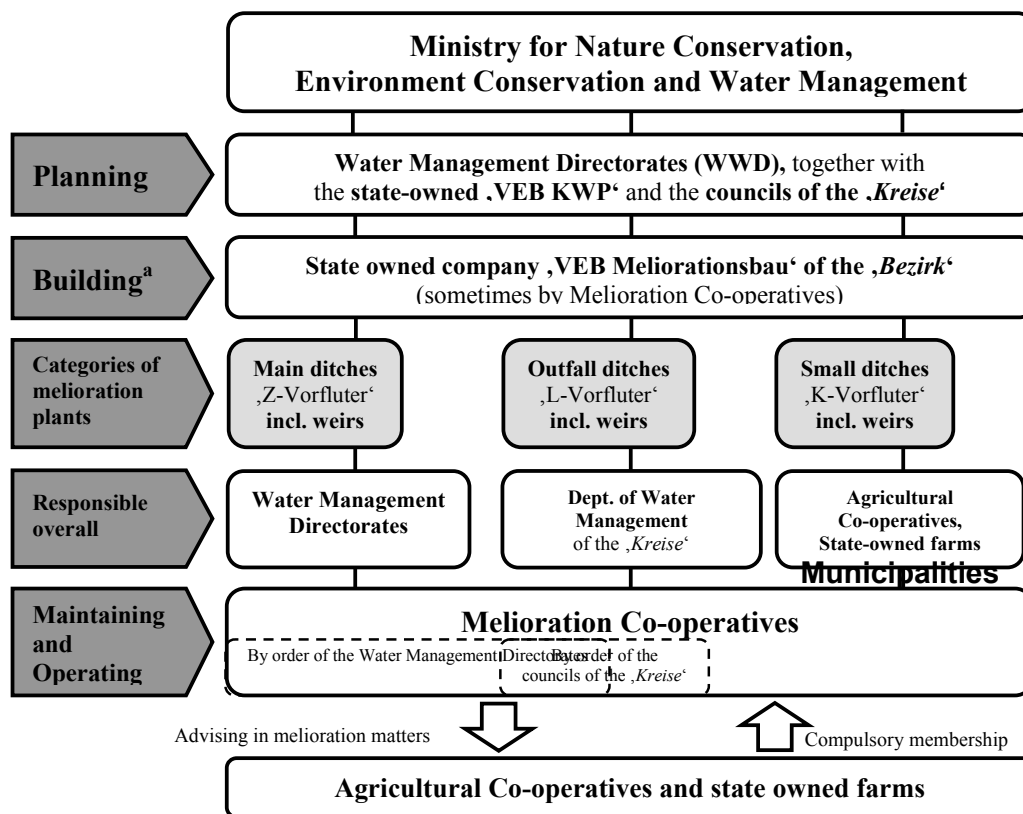 Ministry for Nature Conservation,
Environment Conservation and Water Management
Planning
Water Management Directorates (WWD), together with
the state-owned ‚VEB KWP‘ and the councils of the ‚Kreise‘
Buildingᵃ
State owned company ‚VEB Meliorationsbau‘ of the ‚Bezirk‘
(sometimes by Melioration Co-operatives)
Categories of
melioration
plants
Main ditches
‚Z-Vorfluter‘
incl. weirs
Outfall ditches
‚L-Vorfluter‘
incl. weirs
Small ditches
‚K-Vorfluter‘
incl. weirs
Responsible
overall
Water Management
Directorates
Dept. of Water
Management
of the ‚Kreise‘
Agricultural
Co-operatives,
State-owned farms
Municipalities
Maintaining
and
Operating
Melioration Co-operatives
By order of the Water Management Directorates
By order of the
councils of the ‚Kreise‘
Advising in melioration matters
Compulsory membership
Agricultural Co-operatives and state owned farms